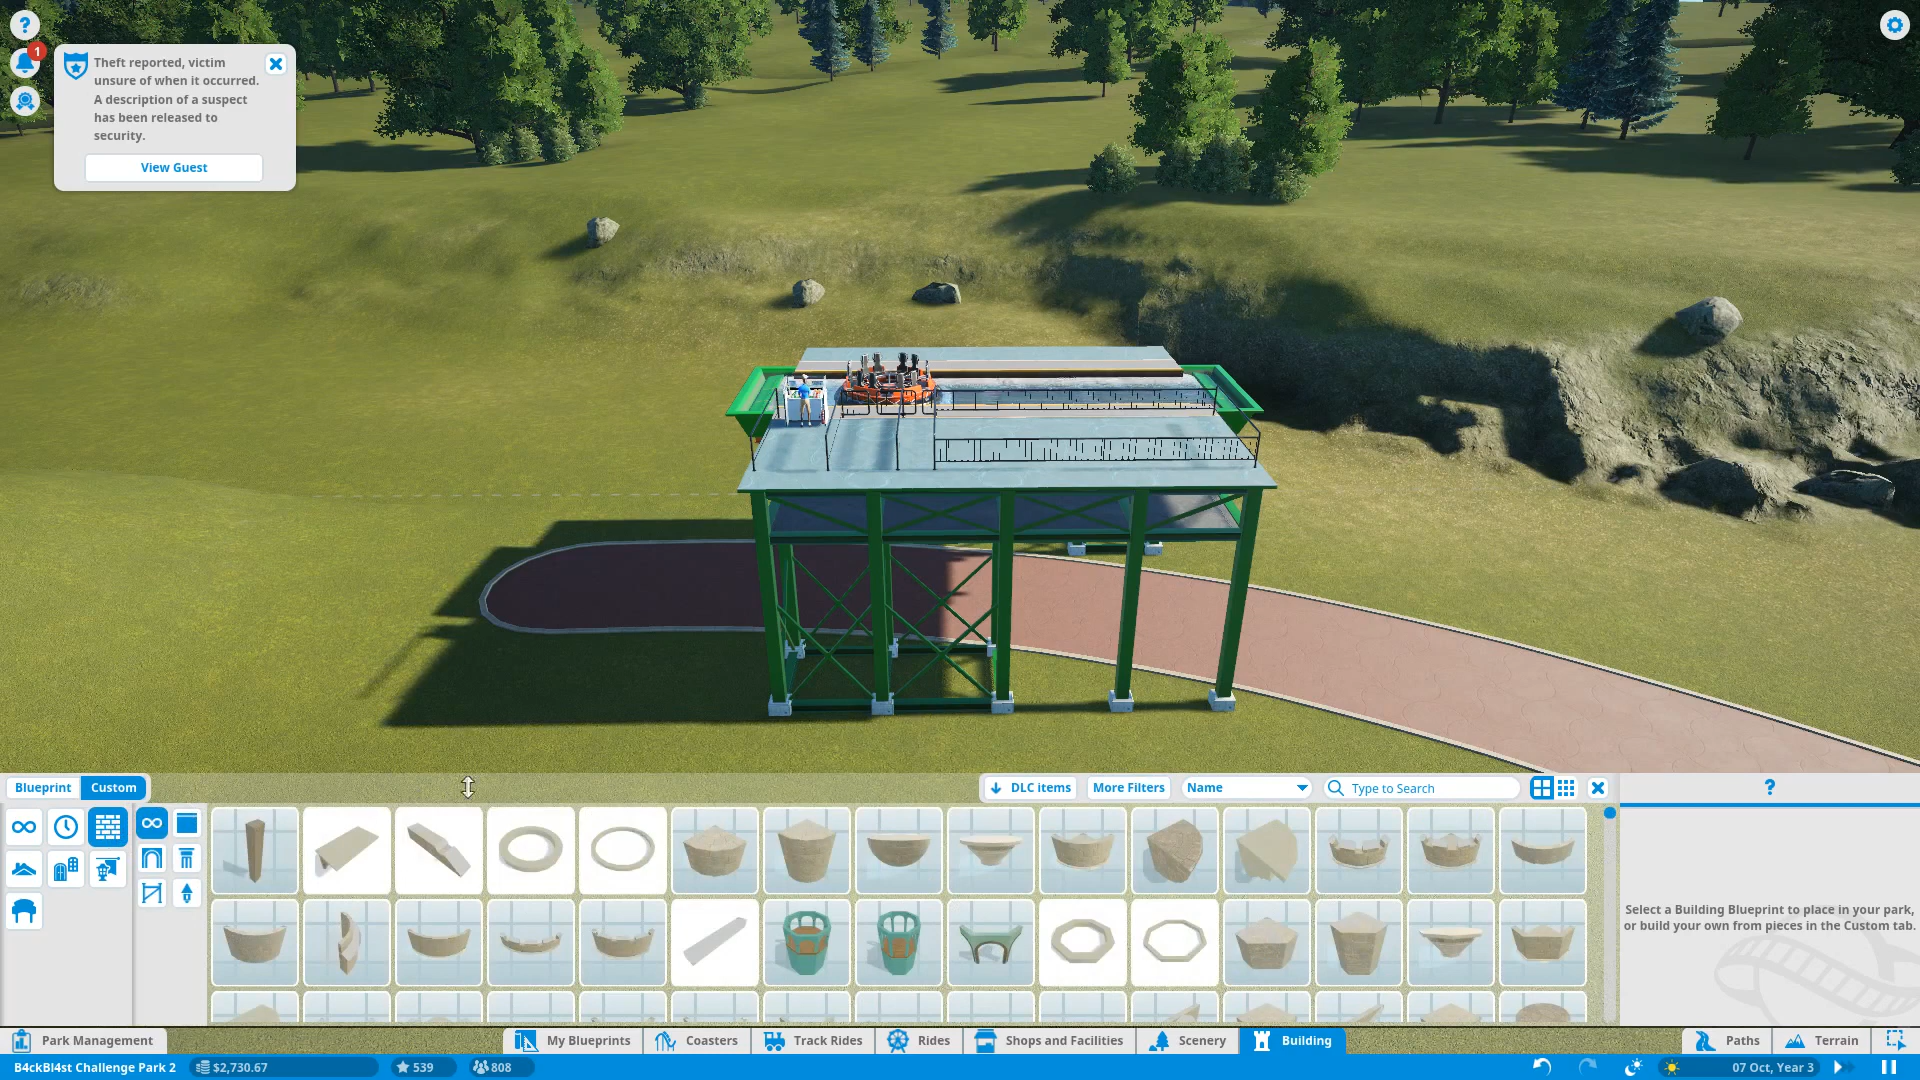 ?
1
Theft reported, victim
unsure of when it occurred.
A description of a suspect
has been released to
security.
View Guest
Blueprint
Custom
DLC items
More Filters
Name
Type to Search
?
Select a Building Blueprint to place in your park,
or build your own from pieces in the Custom tab.
Park Management
My Blueprints
Coasters
Track Rides
Rides
Shops and Facilities
Scenery
Building
Paths
Terrain
B4ckBl4st Challenge Park 2
$2,730.67
539
808
07 Oct, Year 3